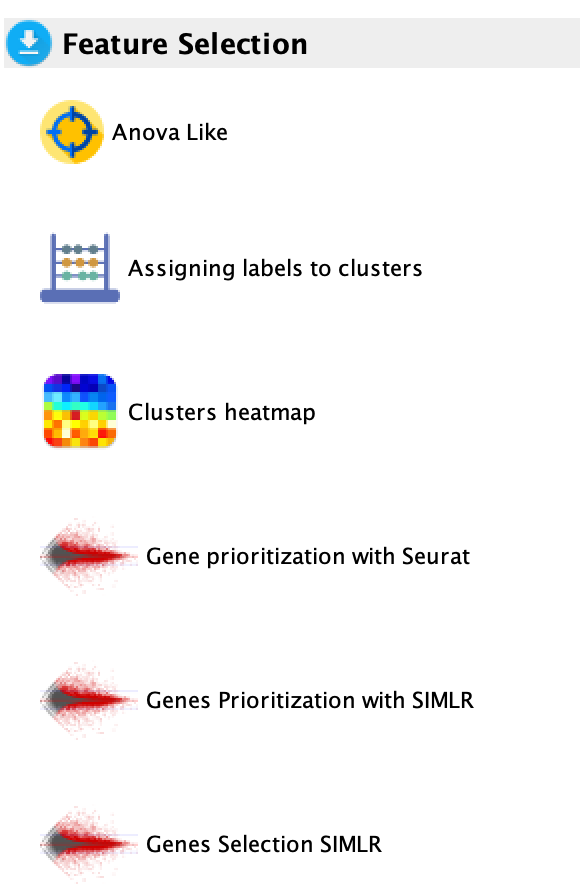 Feature Selection
Anova Like
Assigning labels to clusters
Clusters heatmap
Gene prioritization with Seurat
Genes Prioritization with SIMLR
Genes Selection SIMLR